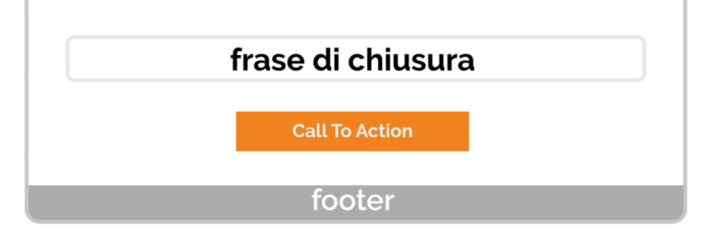 frase di chiusura
Call To Action
footer